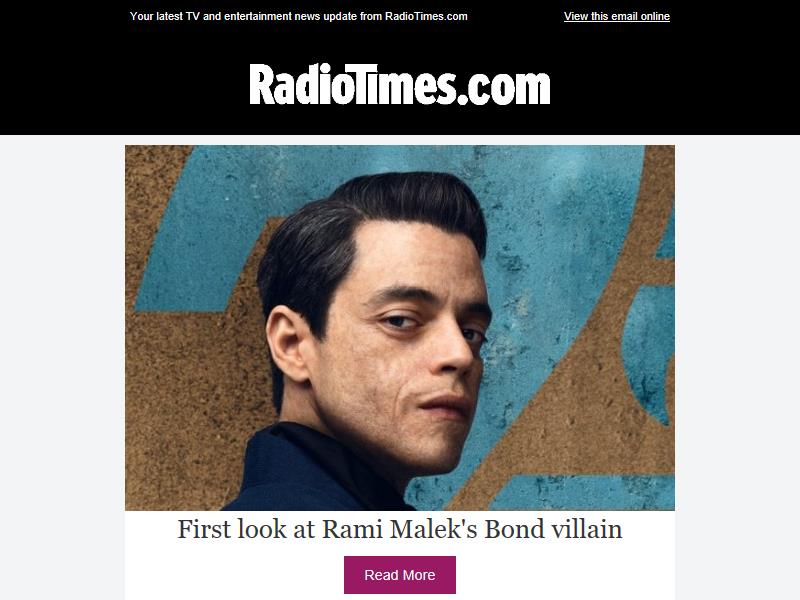 Your latest TV and entertainment news update from RadioTimes.com
View this email online
RadioTimes.com
First look at Rami Malek's Bond villain
Read More